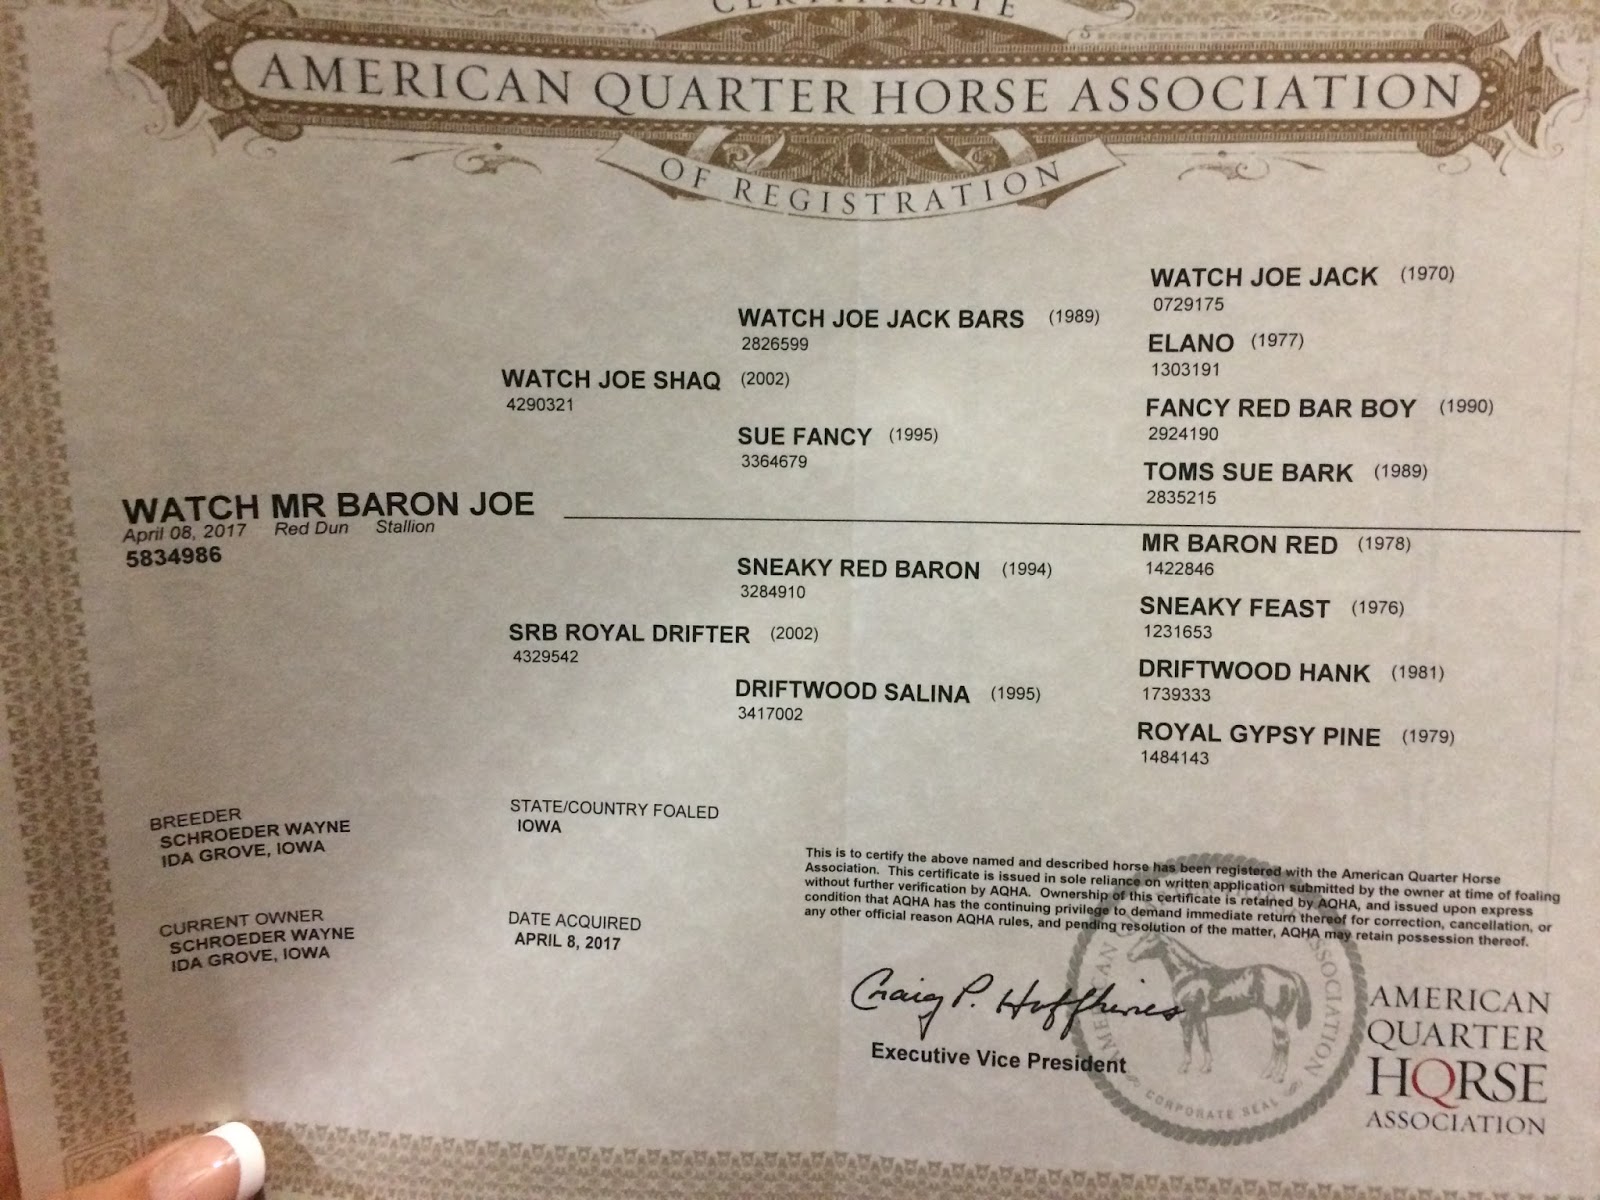 CERTIFICATE
AMERICAN QUARTER HORSE ASSOCIATION
OF REGISTRATION
WATCH JOE JACK (1970)
0729175
WATCH JOE JACK BARS (1989)
2826599
ELANO (1977)
1303191
WATCH JOE SHAQ (2002)
4290321
FANCY RED BAR BOY (1990)
2924190
SUE FANCY (1995)
3364679
TOMS SUE BARK (1989)
2835215
WATCH MR BARON JOE
April 08, 2017 Red Dun Stallion
5834986
MR BARON RED (1978)
1422846
SNEAKY RED BARON (1994)
3284910
SNEAKY FEAST (1976)
1231653
SRB ROYAL DRIFTER (2002)
4329542
DRIFTWOOD HANK (1981)
1739333
DRIFTWOOD SALINA (1995)
3417002
ROYAL GYPSY PINE (1979)
1484143
BREEDER
SCHROEDER WAYNE
IDA GROVE, IOWA
STATE/COUNTRY FOALED
IOWA
CURRENT OWNER
SCHROEDER WAYNE
IDA GROVE, IOWA
DATE ACQUIRED
APRIL 8, 2017
This is to certify the above named and described horse has been registered with the American Quarter Horse
Association. This certificate is issued in sole reliance on written application submitted by the owner at time of foaling
without further verification by AQHA. Ownership of this certificate is retained by AQHA, and issued upon express
condition that AQHA has the continuing privilege to demand immediate return thereof for correction, cancellation, or
any other official reason AQHA rules, and pending resolution of the matter, AQHA may retain possession thereof.
Craig P. Huffhines
Executive Vice President
CORPORATE SEAL
AMERICAN
QUARTER
HORSE
ASSOCIATION